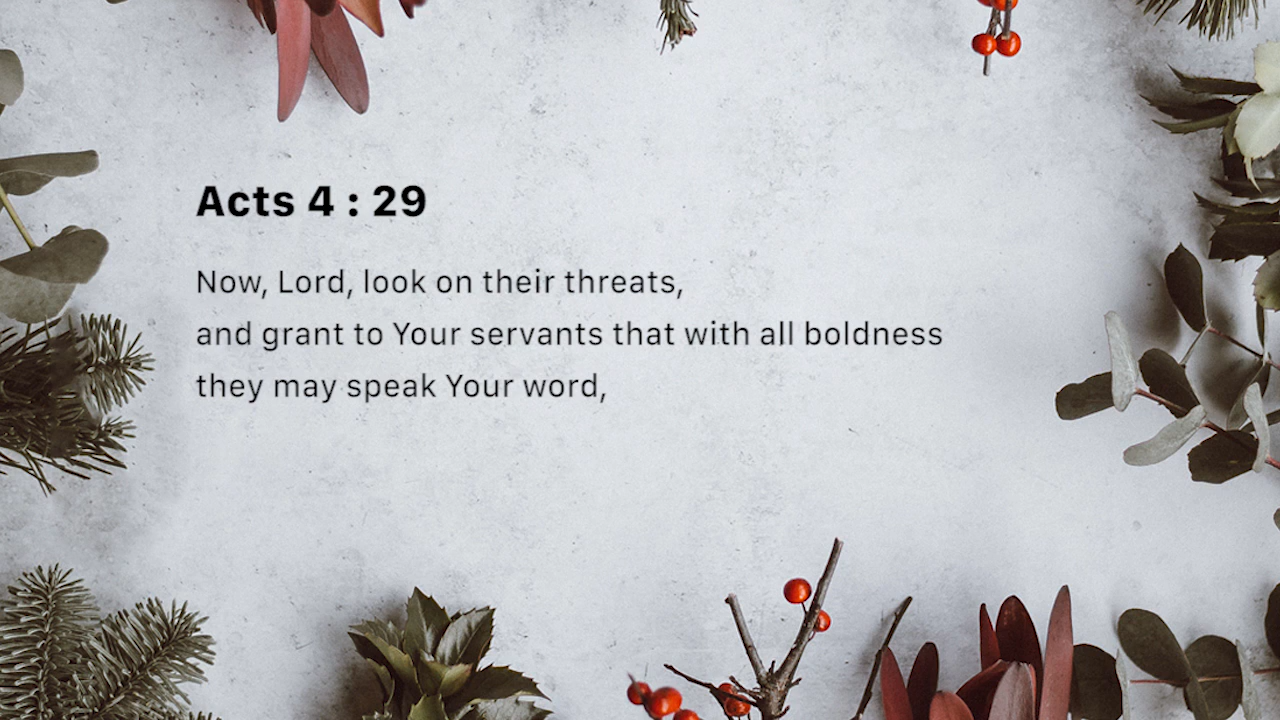 Acts 4 : 29
Now, Lord, look on their threats,
and grant to Your servants that with all boldness
they may speak Your word,